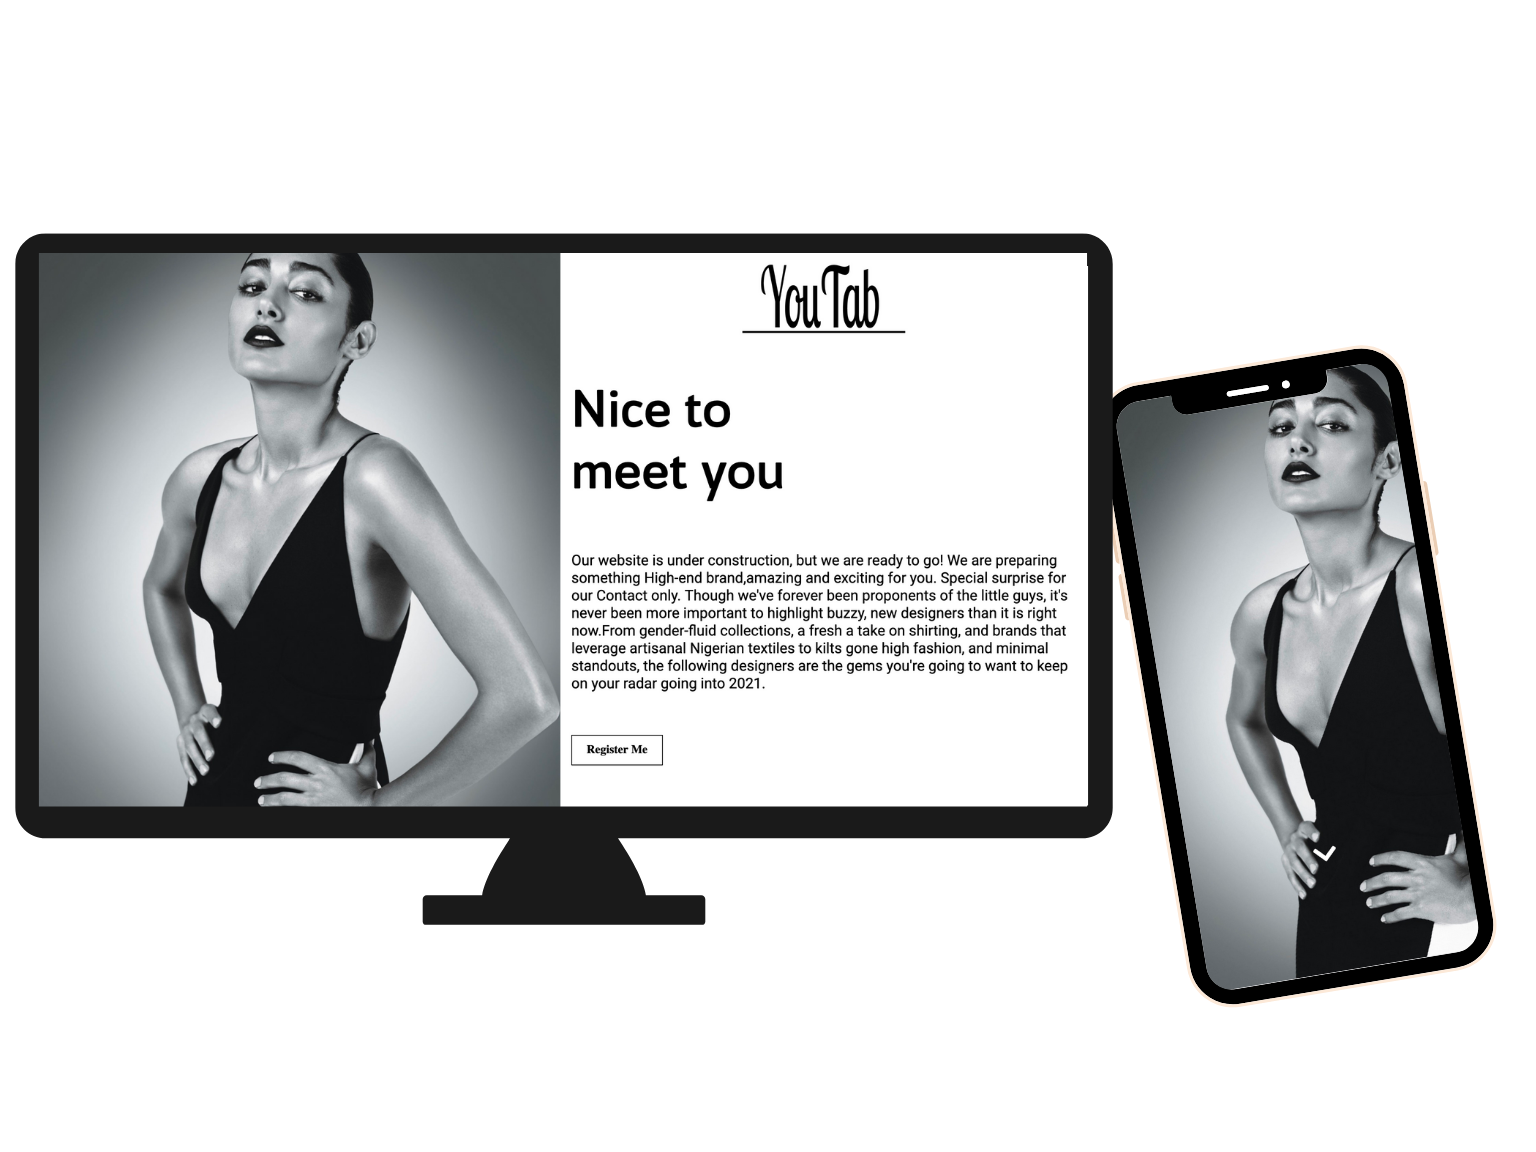 YouTab
Nice to
meet you
Our website is under construction, but we are ready to go! We are preparing
something High-end brand,amazing and exciting for you. Special surprise for
our Contact only. Though we've forever been proponents of the little guys, it's
never been more important to highlight buzzy, new designers than it is right
now.From gender-fluid collections, a fresh a take on shirting, and brands that
leverage artisanal Nigerian textiles to kilts gone high fashion, and minimal
standouts, the following designers are the gems you're going to want to keep
on your radar going into 2021.
Register Me